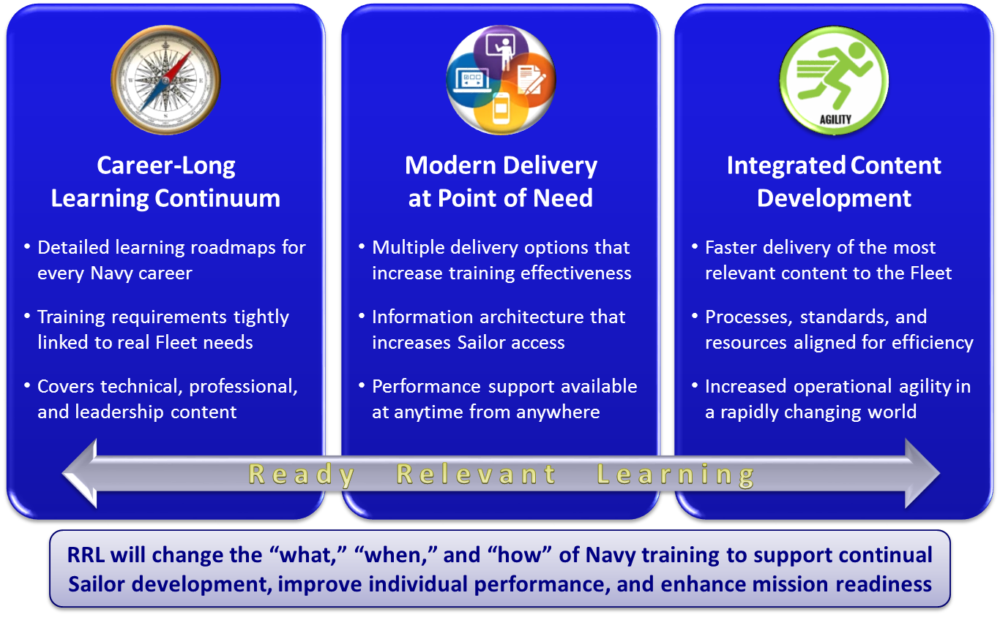 W
E
S
AGILITY
Career-Long
Learning Continuum
• Detailed learning roadmaps for
every Navy career
• Training requirements tightly
linked to real Fleet needs
• Covers technical, professional,
and leadership content
Modern Delivery
at Point of Need
• Multiple delivery options that
increase training effectiveness
• Information architecture that
increases Sailor access
• Performance support available
at anytime from anywhere
Integrated Content
Development
• Faster delivery of the most
relevant content to the Fleet
• Processes, standards, and
resources aligned for efficiency
• Increased operational agility in
a rapidly changing world
Ready Relevant Learning
RRL will change the “what,” “when,” and “how” of Navy training to support continual
Sailor development, improve individual performance, and enhance mission readiness